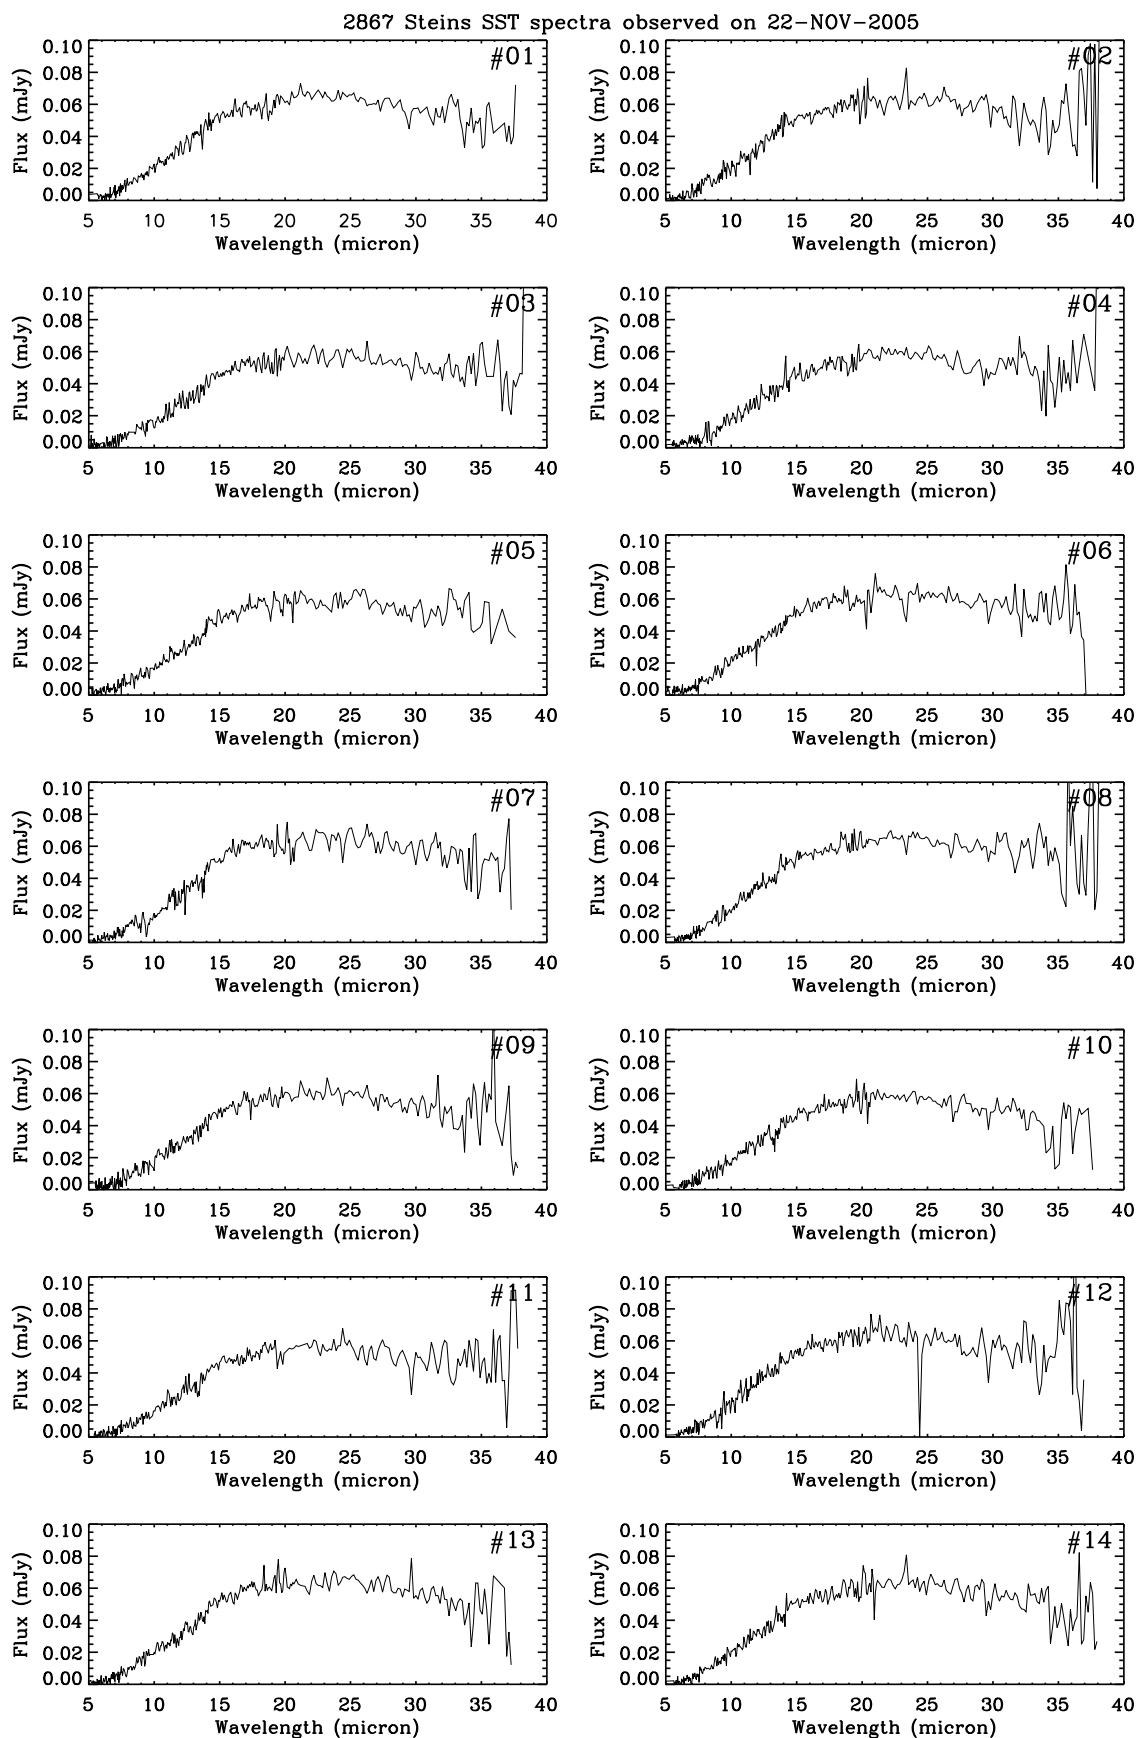 2867 Steins SST spectra observed on 22-NOV-2005
#01
Flux (mJy)
0.10
0.08
0.06
0.04
0.02
0.00
5 10 15 20 25 30 35 40
Wavelength (micron)
#02
Flux (mJy)
0.10
0.08
0.06
0.04
0.02
0.00
5 10 15 20 25 30 35 40
Wavelength (micron)
#03
Flux (mJy)
0.10
0.08
0.06
0.04
0.02
0.00
5 10 15 20 25 30 35 40
Wavelength (micron)
#04
Flux (mJy)
0.10
0.08
0.06
0.04
0.02
0.00
5 10 15 20 25 30 35 40
Wavelength (micron)
#05
Flux (mJy)
0.10
0.08
0.06
0.04
0.02
0.00
5 10 15 20 25 30 35 40
Wavelength (micron)
#06
Flux (mJy)
0.10
0.08
0.06
0.04
0.02
0.00
5 10 15 20 25 30 35 40
Wavelength (micron)
#07
Flux (mJy)
0.10
0.08
0.06
0.04
0.02
0.00
5 10 15 20 25 30 35 40
Wavelength (micron)
#08
Flux (mJy)
0.10
0.08
0.06
0.04
0.02
0.00
5 10 15 20 25 30 35 40
Wavelength (micron)
#09
Flux (mJy)
0.10
0.08
0.06
0.04
0.02
0.00
5 10 15 20 25 30 35 40
Wavelength (micron)
#10
Flux (mJy)
0.10
0.08
0.06
0.04
0.02
0.00
5 10 15 20 25 30 35 40
Wavelength (micron)
#11
Flux (mJy)
0.10
0.08
0.06
0.04
0.02
0.00
5 10 15 20 25 30 35 40
Wavelength (micron)
#12
Flux (mJy)
0.10
0.08
0.06
0.04
0.02
0.00
5 10 15 20 25 30 35 40
Wavelength (micron)
#13
Flux (mJy)
0.10
0.08
0.06
0.04
0.02
0.00
5 10 15 20 25 30 35 40
Wavelength (micron)
#14
Flux (mJy)
0.10
0.08
0.06
0.04
0.02
0.00
5 10 15 20 25 30 35 40
Wavelength (micron)